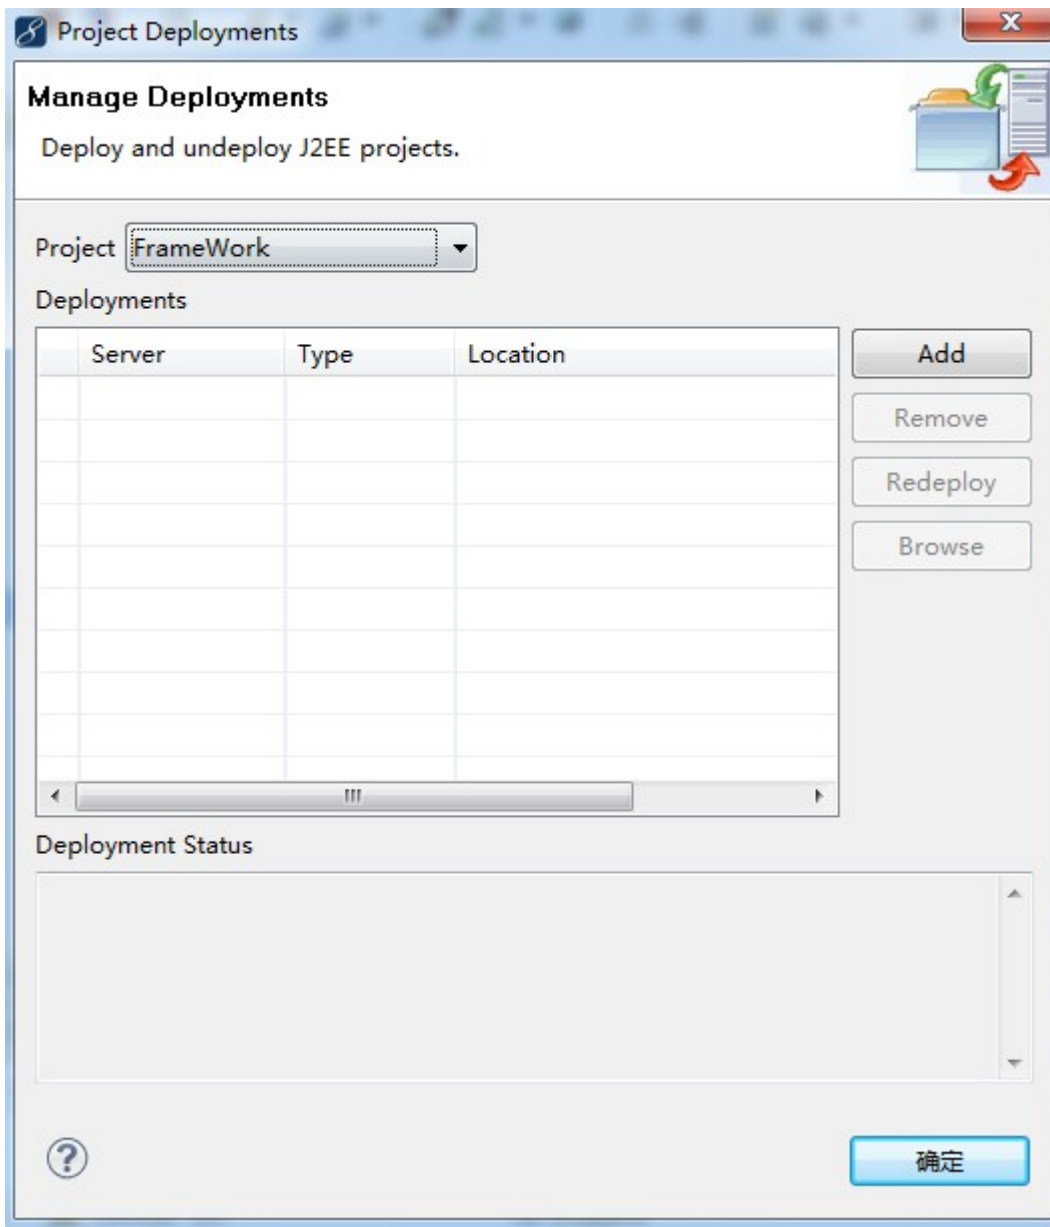 Project Deployments
Manage Deployments
Deploy and undeploy J2EE projects.
Project FrameWork
Deployments
Server Type Location
Add
Remove
Redeploy
Browse
Deployment Status
确定